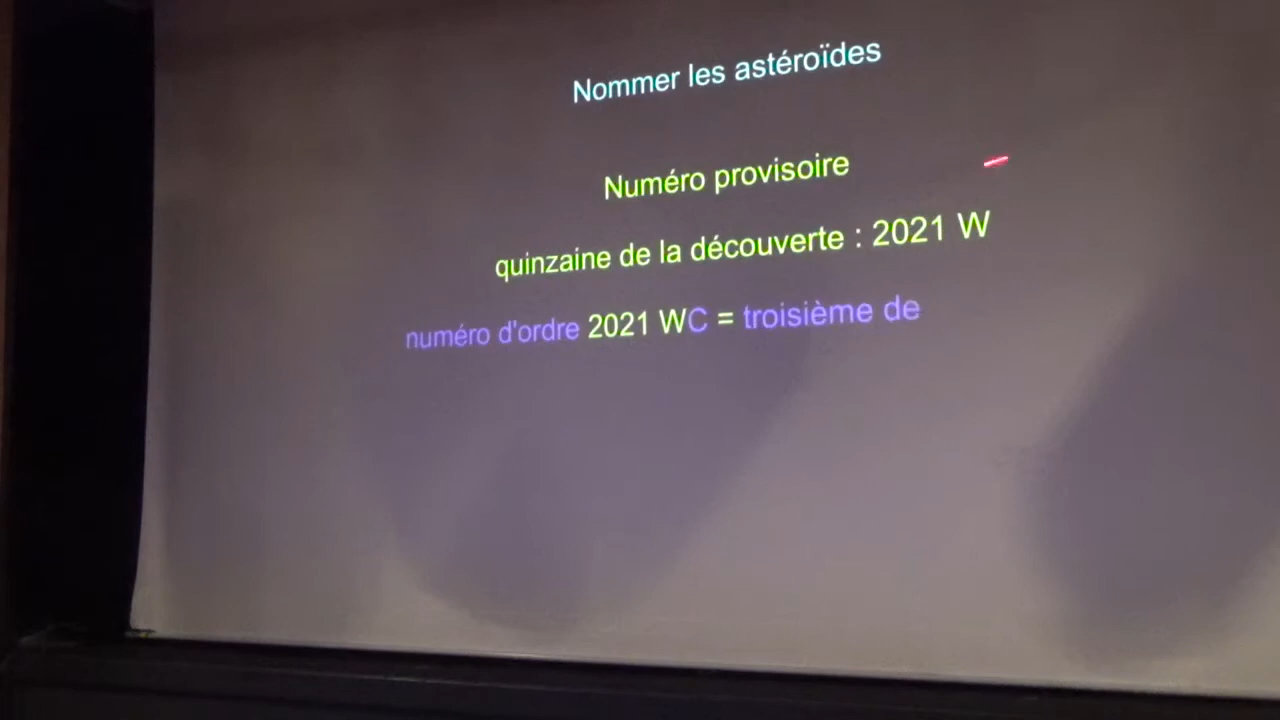 Nommer les astéroïdes
Numéro provisoire
quinzaine de la découverte : 2021 W
numéro d'ordre 2021 WC = troisième de